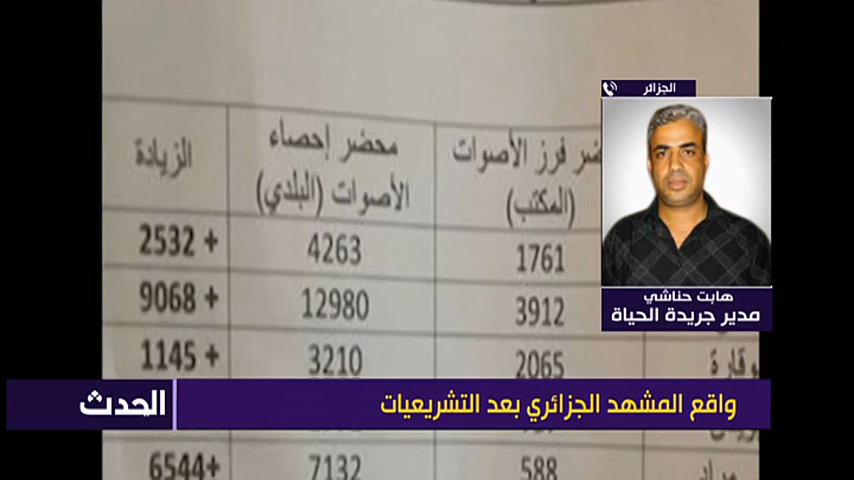 الجزائر
محضر إحصاء
الأصوات (البلدي)
الزيادة
فرز الأصوات
(المكتب)
1761
4263
2532 +
3912
12980
9068 +
2065
3210
1145 +
588
7132
6544+
هابت حناشي
مدير جريدة الحياة
واقع المشهد الجزائري بعد التشريعيات
الحدث